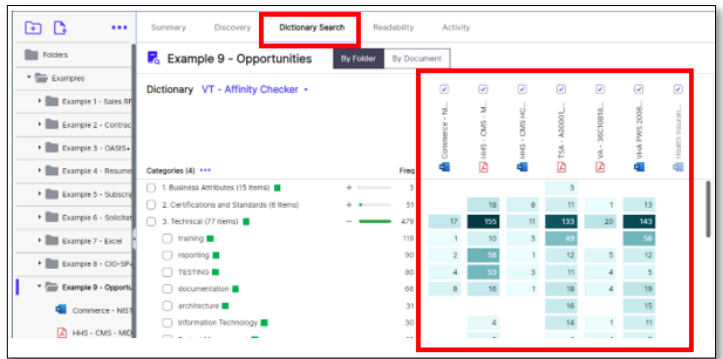 Summary Discovery Dictionary Search Readability Activity
Folders
Examples
Example 1 - Sales RF
Example 2 - Contrac
Example 3 - OASIS+
Example 4 - Resume
Example 5 - Subscrip
Example 6 - Solicitat
Example 7 - Excel
Example 8 - CIO-SP4
Example 9 - Opportu
Commerce - NIST
HHS - CMS - MID
Example 9 - Opportunities By Folder By Document
Dictionary VT - Affinity Checker
Commerce - NI...
HHS - CMS - M...
HHS - CMS HC...
TSA - A00001_...
VA - 36C10B18...
VHA PWS 2006...
Health Insuran...
Categories (4) Freq
1. Business Attributes (15 items) + 3 3
2. Certifications and Standards (6 items) + 51 18 8 11 1 13
3. Technical (77 items) − 479 17 155 11 133 20 143
training 119 1 10 3 49 56
reporting 90 2 58 1 12 5 12
TESTING 80 4 53 3 11 4 5
documentation 66 8 16 1 18 4 19
architecture 31 16 15
Information Technology 30 4 14 1 11